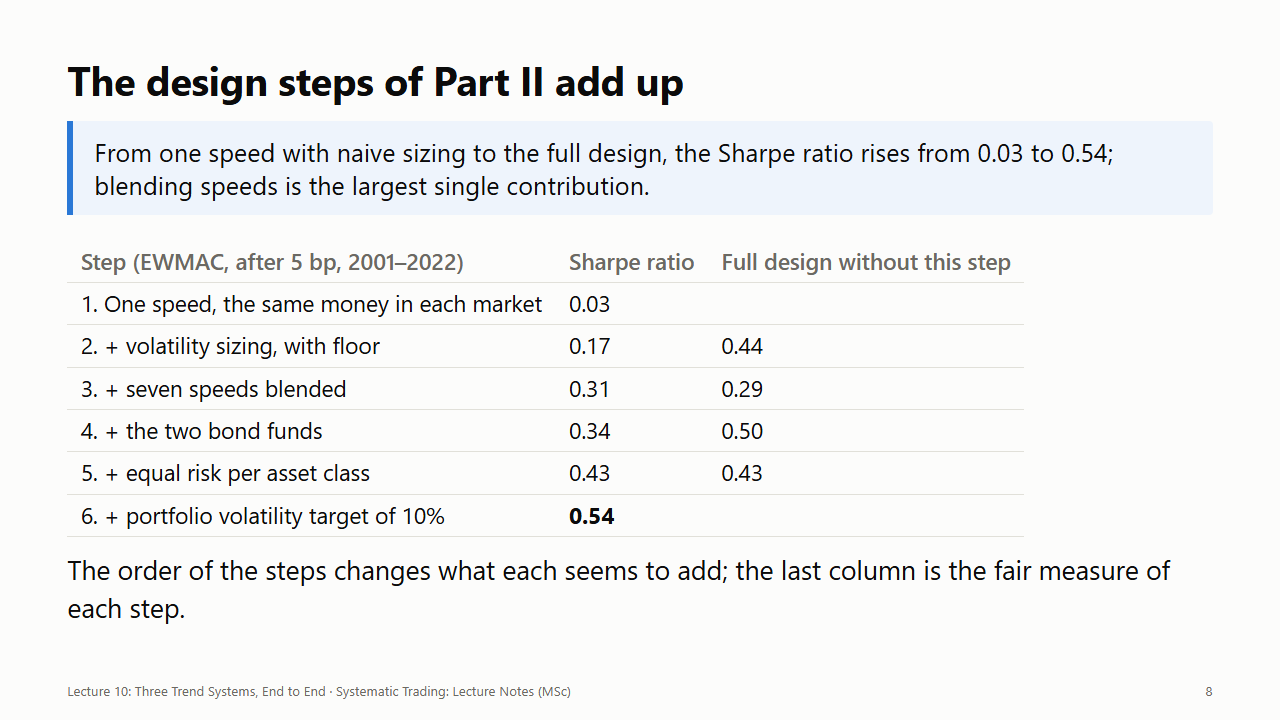 The design steps of Part II add up
From one speed with naive sizing to the full design, the Sharpe ratio rises from 0.03 to 0.54;
blending speeds is the largest single contribution.
Step (EWMAC, after 5 bp, 2001–2022) Sharpe ratio Full design without this step
1. One speed, the same money in each market 0.03
2. + volatility sizing, with floor 0.17 0.44
3. + seven speeds blended 0.31 0.29
4. + the two bond funds 0.34 0.50
5. + equal risk per asset class 0.43 0.43
6. + portfolio volatility target of 10% 0.54
The order of the steps changes what each seems to add; the last column is the fair measure of
each step.
Lecture 10: Three Trend Systems, End to End · Systematic Trading: Lecture Notes (MSc) 8